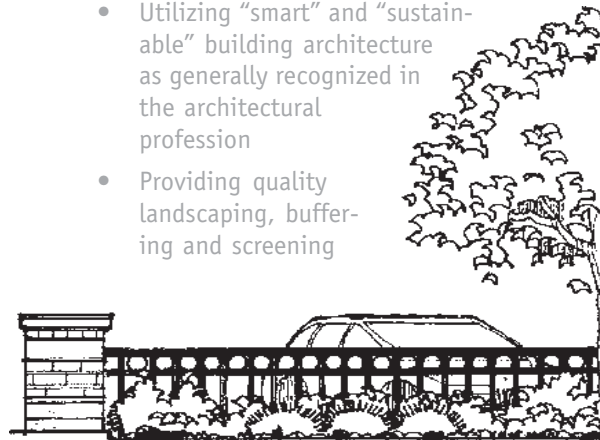 • Utilizing “smart” and “sustain-
able” building architecture
as generally recognized in
the architectural
profession
• Providing quality
landscaping, buffer-
ing and screening